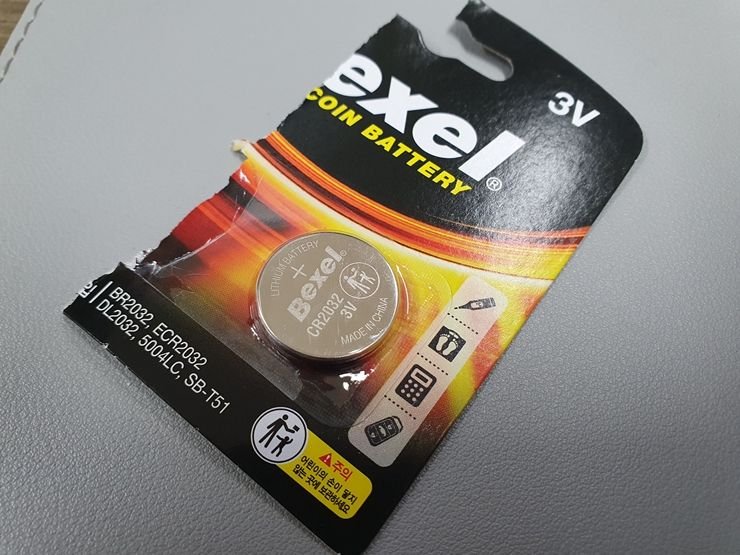 3V
Bexel®
COIN BATTERY
LITHIUM BATTERY
+
Bexel
CR2032
3V
MADE IN CHINA
BR2032, ECR2032
DL2032, 5004LC, SB-T51
주의
어린이의 손이 닿지
않는 곳에 보관하세요